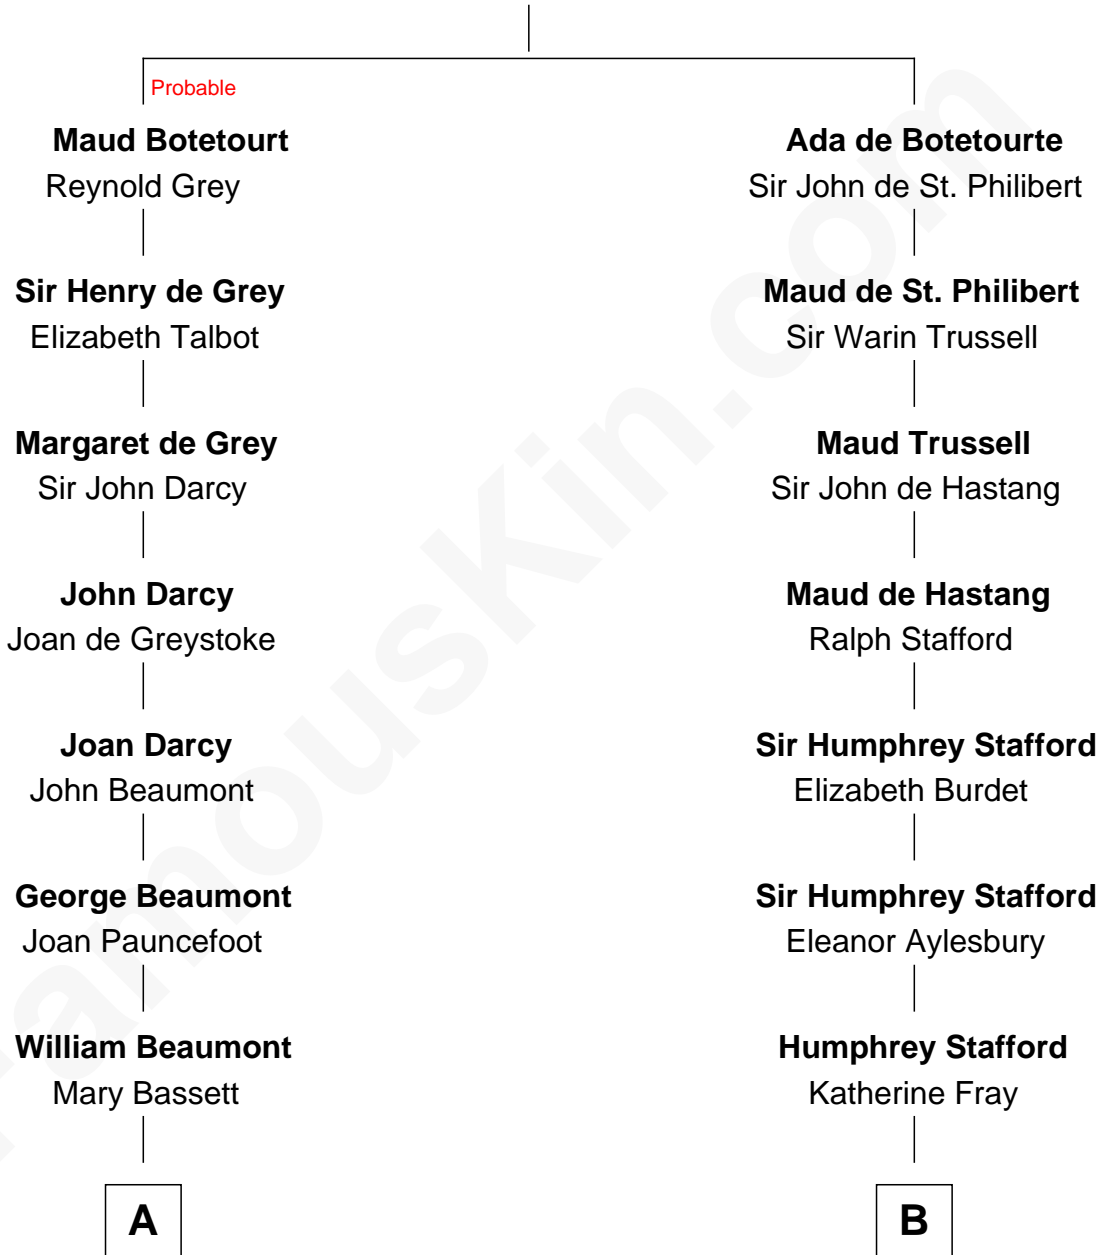 Probable
Maud Botetourt
Reynold Grey
Ada de Botetourte
Sir John de St. Philibert
Sir Henry de Grey
Elizabeth Talbot
Maud de St. Philibert
Sir Warin Trussell
Margaret de Grey
Sir John Darcy
Maud Trussell
Sir John de Hastang
John Darcy
Joan de Greystoke
Maud de Hastang
Ralph Stafford
Joan Darcy
John Beaumont
Sir Humphrey Stafford
Elizabeth Burdet
George Beaumont
Joan Pauncefoot
Sir Humphrey Stafford
Eleanor Aylesbury
William Beaumont
Mary Bassett
Humphrey Stafford
Katherine Fray
A
B
FamousKin.com